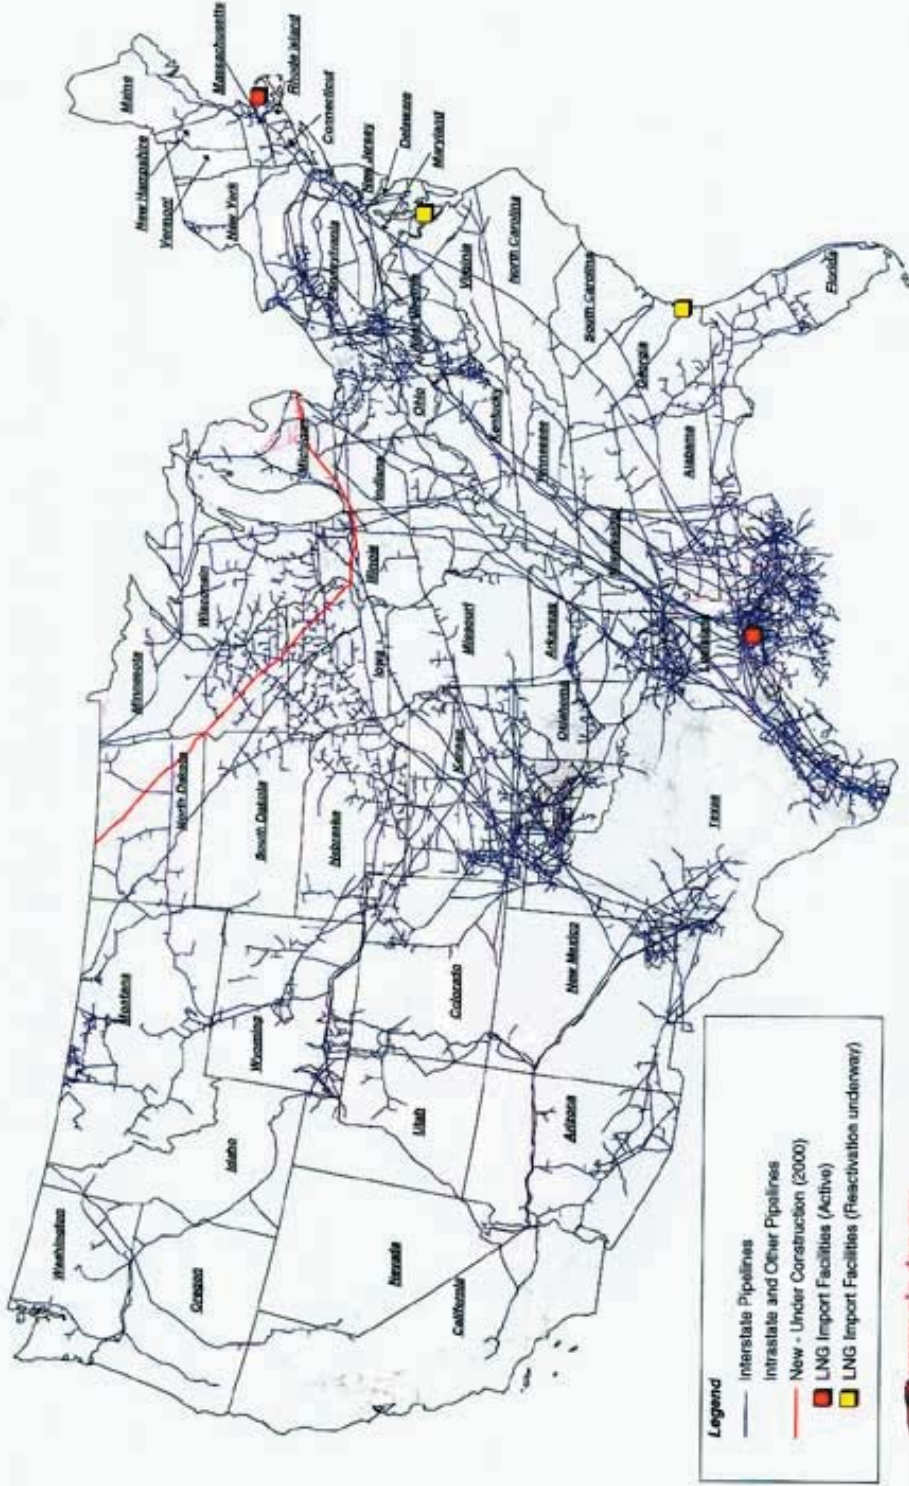 Maine
Massachusetts
New Hampshire
Vermont
Rhode Island
Connecticut
New York
New Jersey
Delaware
Maryland
Pennsylvania
West Virginia
Virginia
North Carolina
South Carolina
Georgia
Florida
Ohio
Kentucky
Tennessee
Alabama
Michigan
Indiana
Illinois
Wisconsin
Minnesota
Iowa
Missouri
Arkansas
Mississippi
Louisiana
North Dakota
South Dakota
Nebraska
Kansas
Oklahoma
Texas
Montana
Wyoming
Colorado
New Mexico
Idaho
Utah
Arizona
Washington
Oregon
Nevada
California
Legend
Interstate Pipelines
Intrastate and Other Pipelines
New - Under Construction (2000)
LNG Import Facilities (Active)
LNG Import Facilities (Reactivation underway)